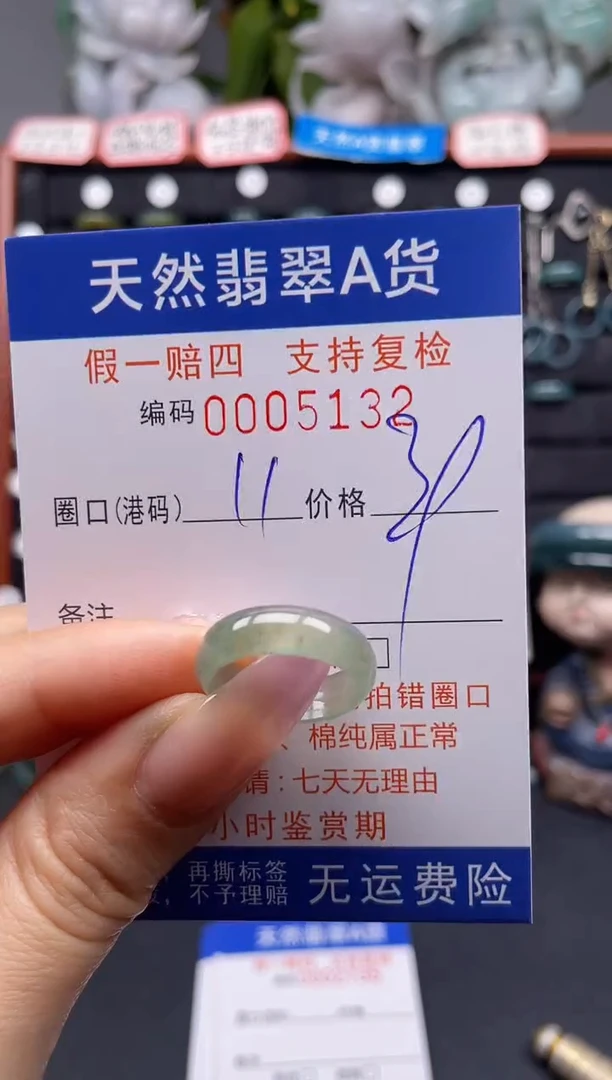 天然翡翠A货
假一赔四 支持复检
编码 0005132
圈口(港码) 11 价格 39
备注
拍错圈口
、棉纯属正常
请:七天无理由
小时鉴赏期
再撕标签 无运费险
，不予理赔